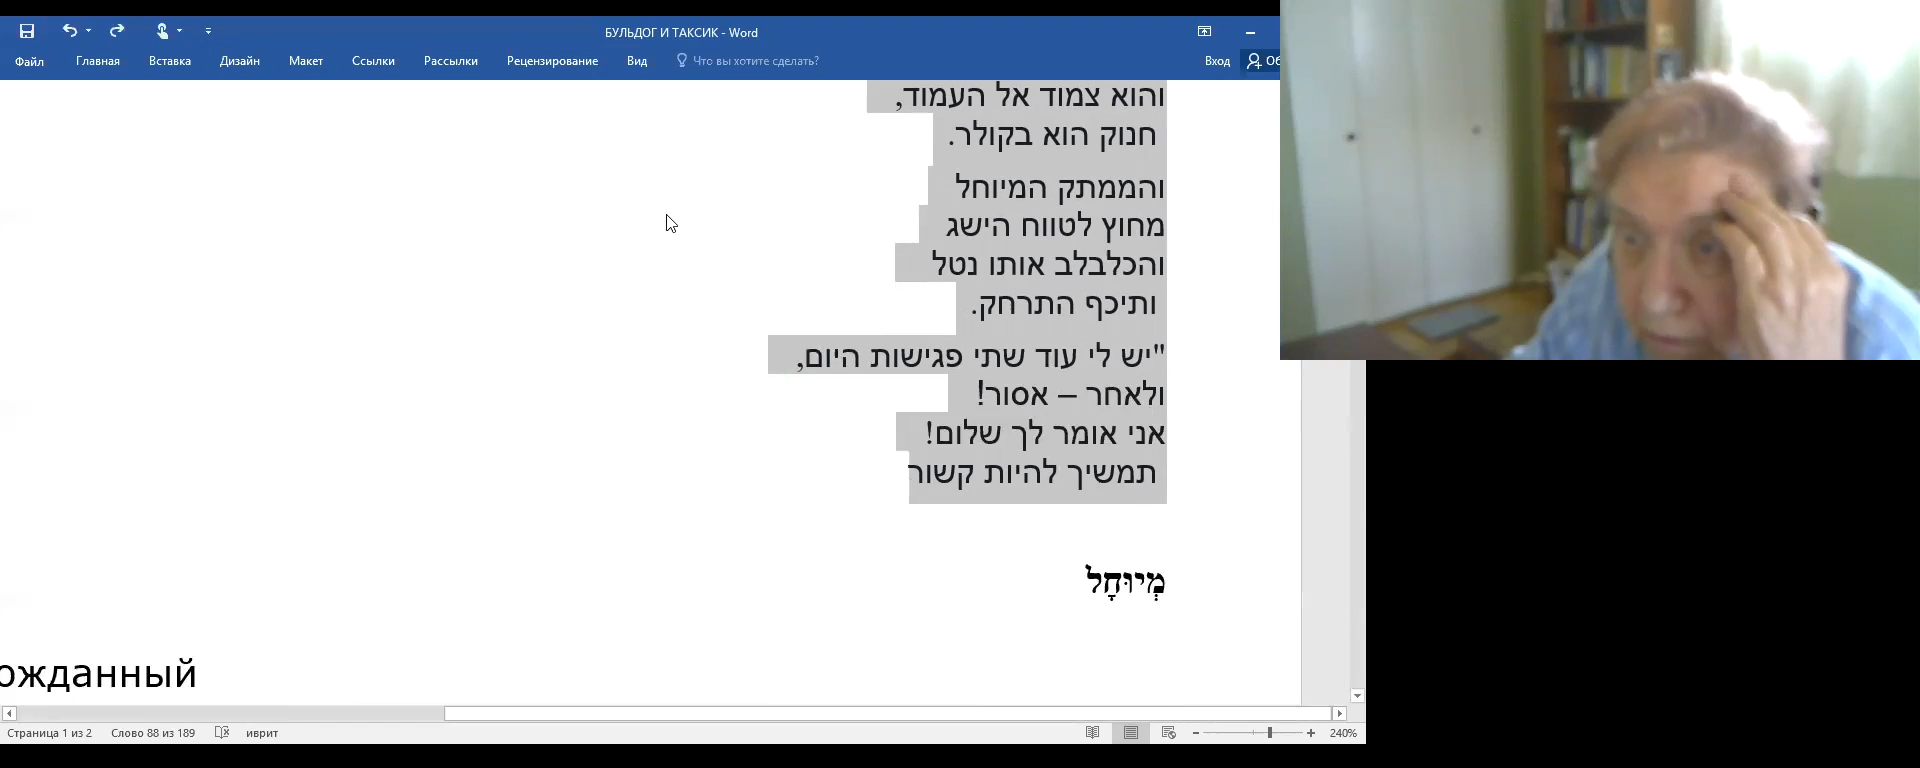 БУЛЬДОГ И ТАКСИК - Word
Файл Главная Вставка Дизайн Макет Ссылки Рассылки Рецензирование Вид Что вы хотите сделать? Вход Об
והוא צמוד אל העמוד,
חנוק הוא בקולר.
והממתק המיוחל
מחוץ לטווח הישג
והכלבלב אותו נטל
ותיכף התרחק.
"יש לי עוד שתי פגישות היום,
ולאחר – אסור!
אני אומר לך שלום!
תמשיך להיות קשור
מְיוּחָל
ожданный
Страница 1 из 2 Слово 88 из 189 иврит 240%